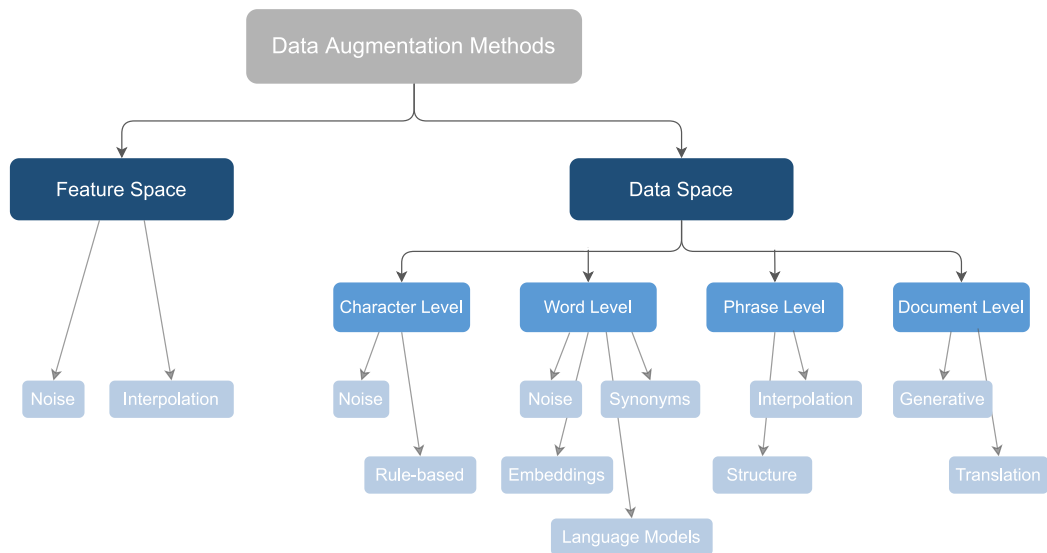 Data Augmentation Methods
Feature Space
Data Space
Character Level
Word Level
Phrase Level
Document Level
Noise
Interpolation
Noise
Noise
Synonyms
Interpolation
Generative
Rule-based
Embeddings
Structure
Translation
Language Models